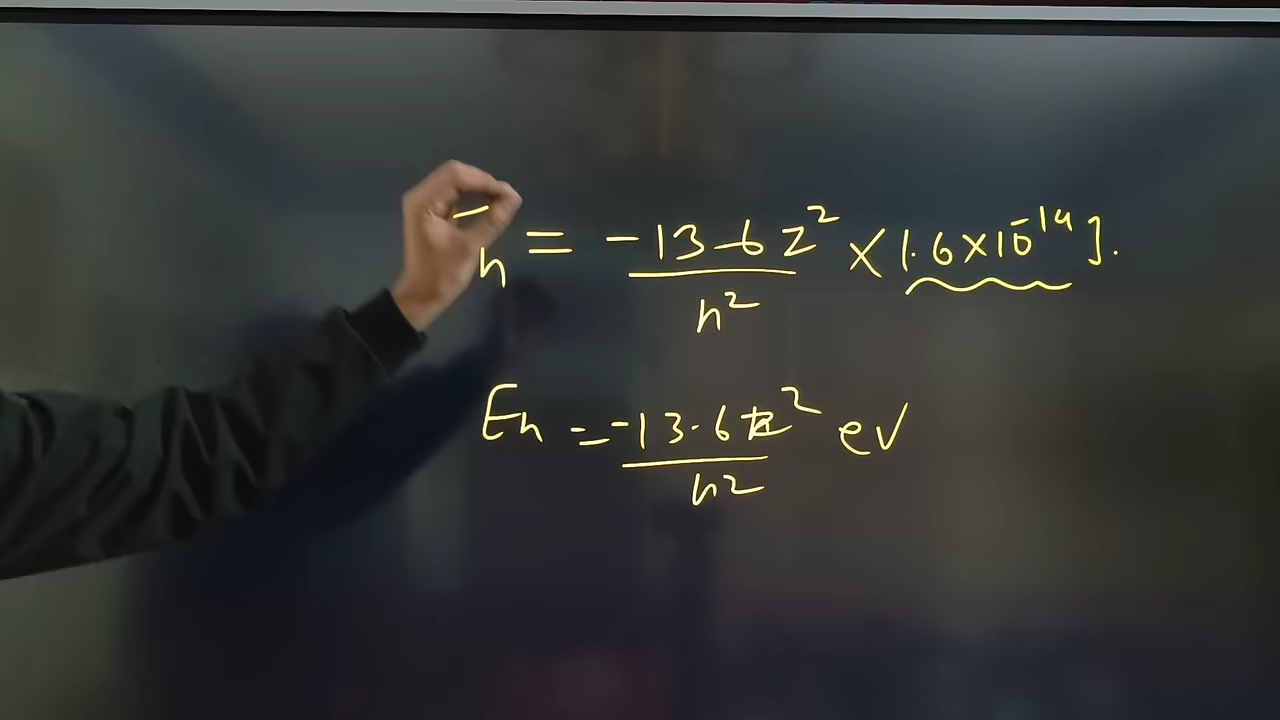 n = -13.6 z² / n² × 1.6×10⁻¹⁹ J.
En = -13.6 z² / n² eV